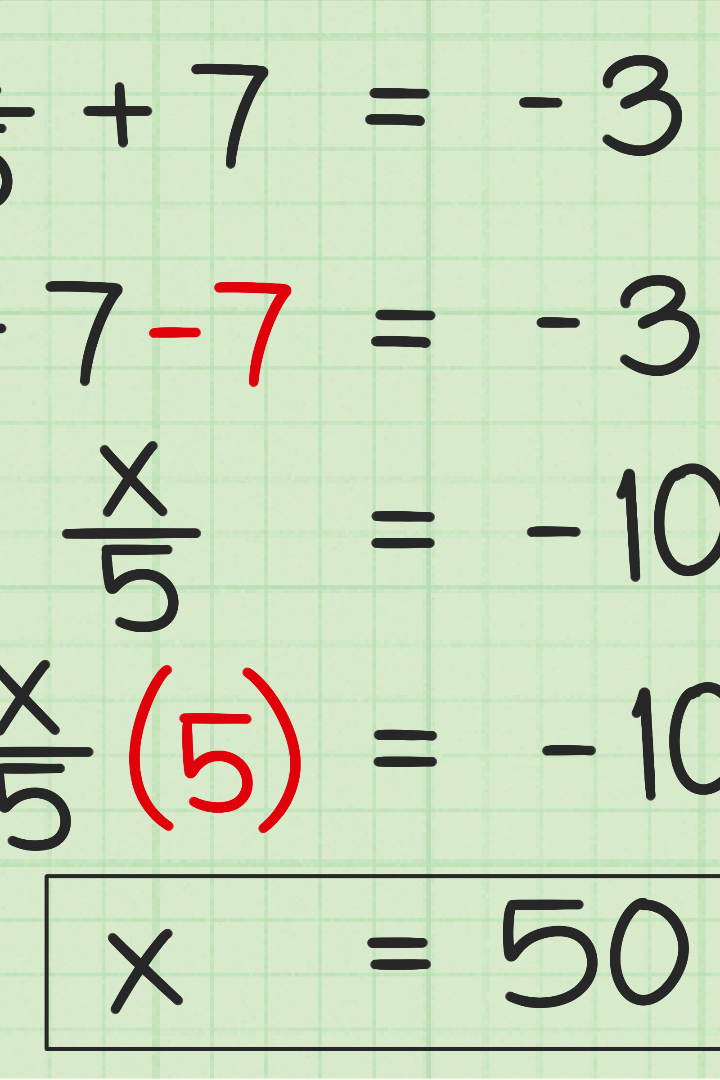 + 7 = - 3
7 - 7 = - 3
x/5 = - 10
x/5 (5) = - 10
x = 50